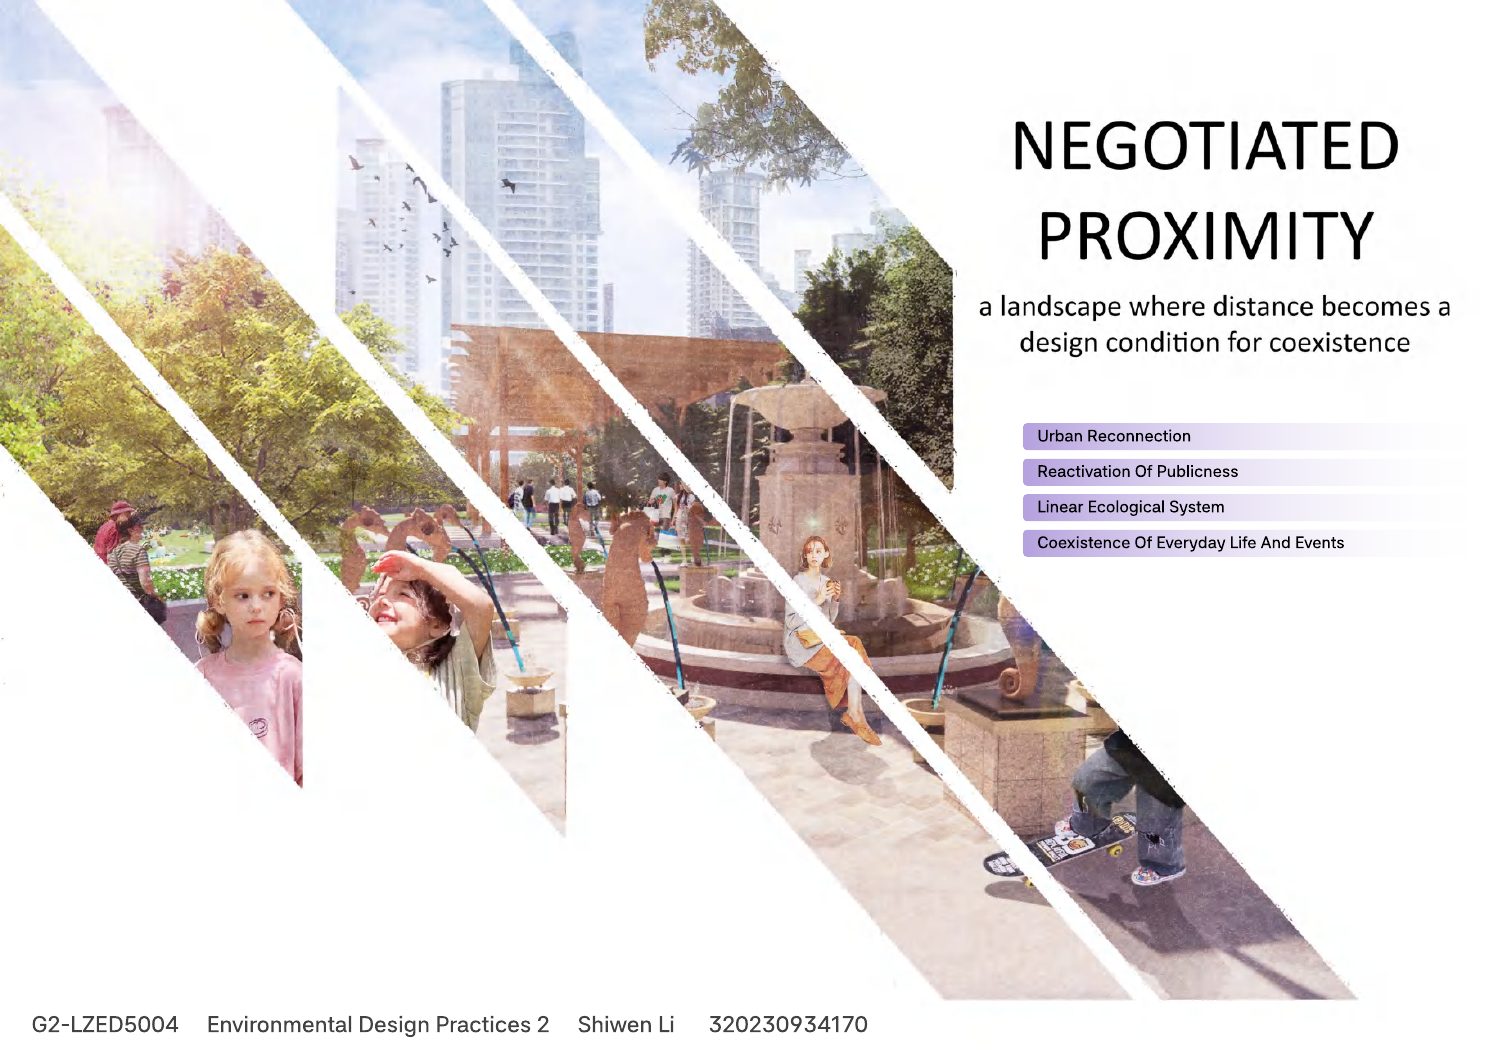 NEGOTIATED
PROXIMITY
a landscape where distance becomes a
design condition for coexistence
Urban Reconnection
Reactivation Of Publicness
Linear Ecological System
Coexistence Of Everyday Life And Events
G2-LZED5004 Environmental Design Practices 2 Shiwen Li 320230934170